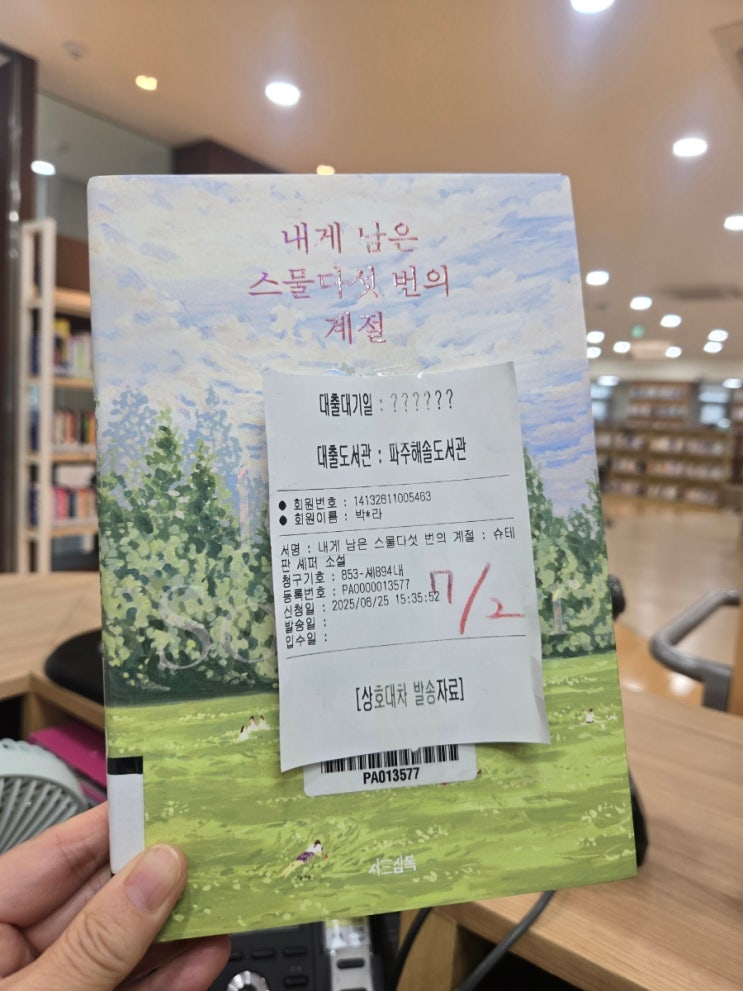 내게 남은
스물다섯 번의
계절
대출대기일 : ??????
대출도서관 : 파주해솔도서관
● 회원번호 : 14132611005463
● 회원이름 : 박*라
서명 : 내게 남은 스물다섯 번의 계절 : 슈테
판 셰퍼 소설
청구기호 : 853-세894내
등록번호 : PA0000013577
신청일 : 2025/06/25 15:35:52
발송일 :
입수일 :
7/2
[상호대차 발송자료]
PA013577
서삼독